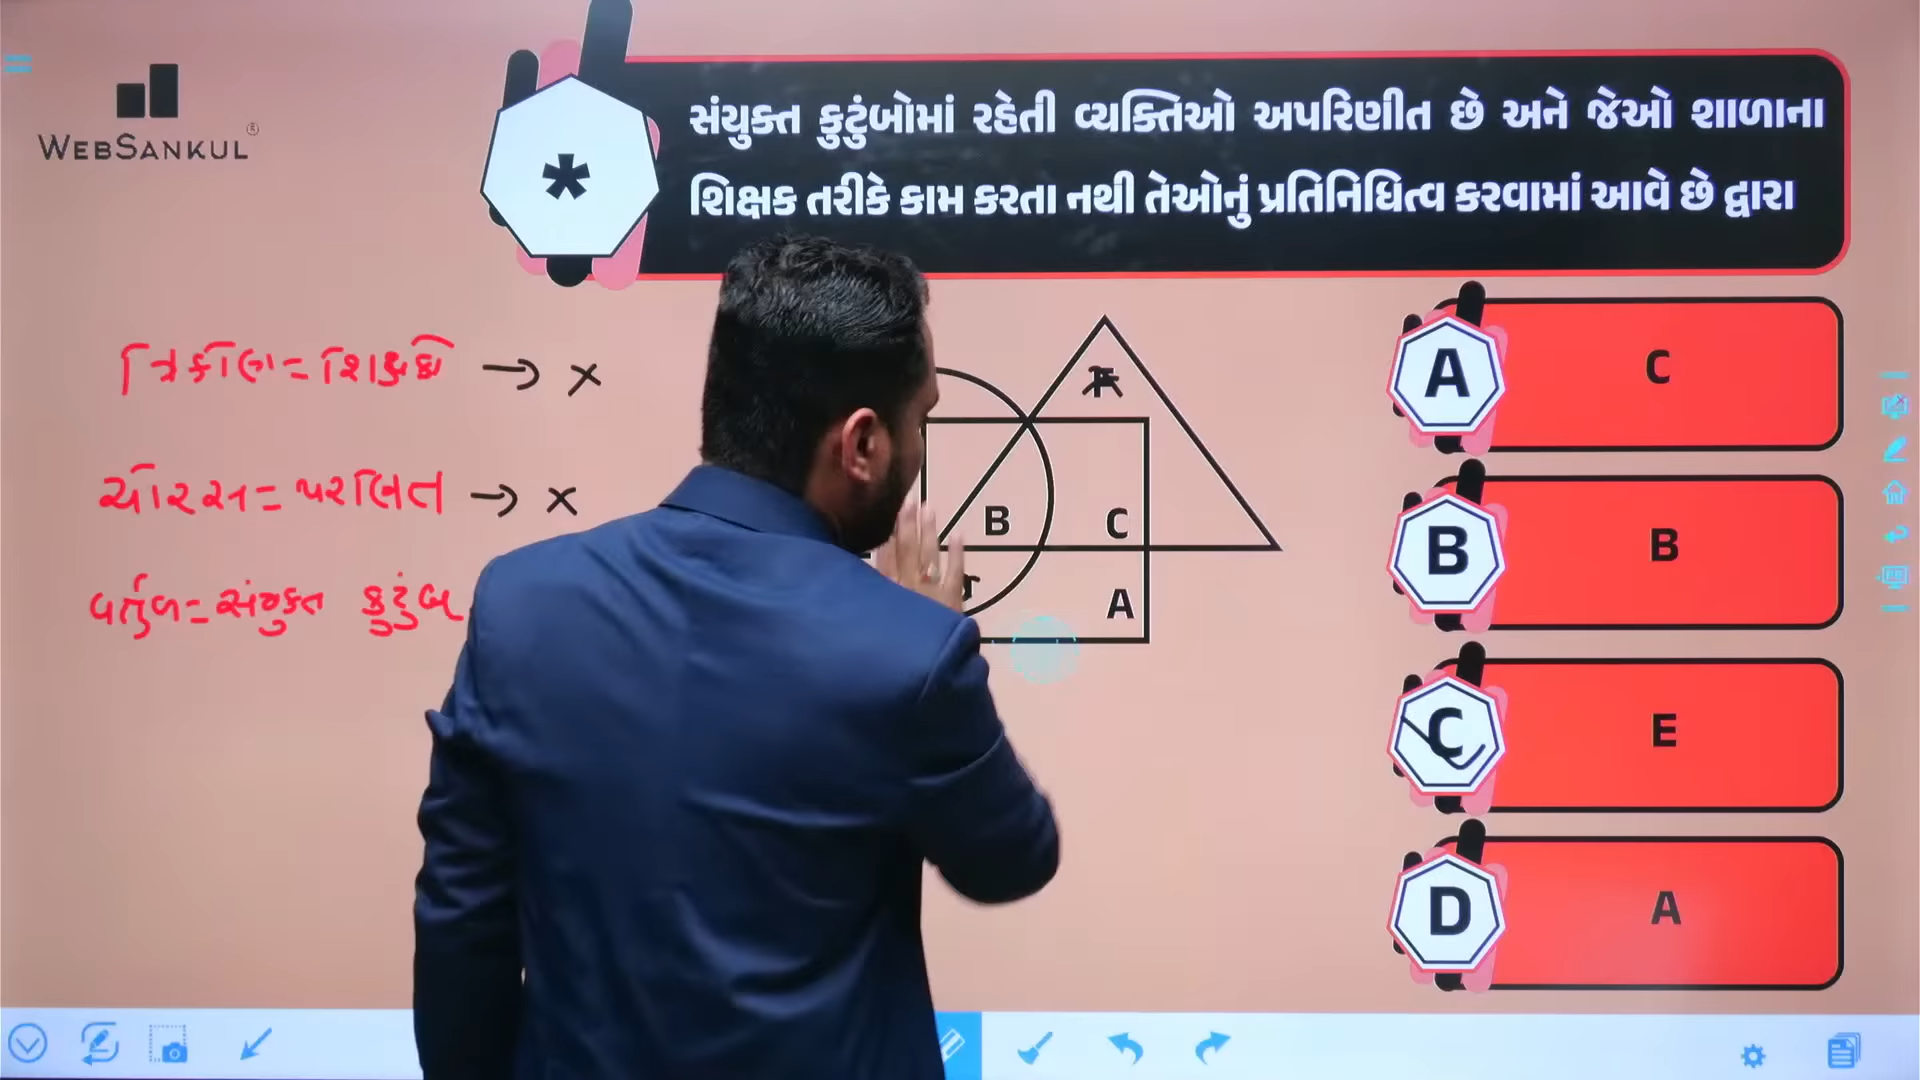 WEBSANKUL
®
*
સંયુક્ત કુટુંબોમાં રહેતી વ્યક્તિઓ અપરિણીત છે અને જેઓ શાળાના
શિક્ષક તરીકે કામ કરતા નથી તેઓનું પ્રતિનિધિત્વ કરવામાં આવે છે દ્વારા
ત્રિકોણ = શિક્ષકો → ×
ચોરસ = પરણિત → ×
વર્તુળ = સંયુક્ત કુટુંબ
F
B
C
A
A
C
B
B
C
E
D
A